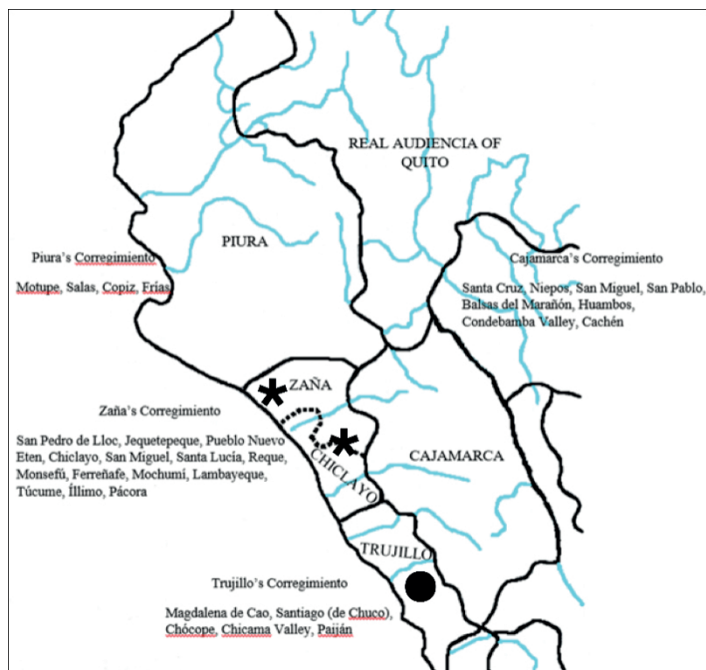 REAL AUDIENCIA OF
QUITO
PIURA
Piura's Corregimiento
Motupe, Salas, Copiz, Frías
Cajamarca's Corregimiento
Santa Cruz, Niepos, San Miguel, San Pablo,
Balsas del Marañón, Huambos,
Condebamba Valley, Cachén
ZAÑA
Zaña's Corregimiento
San Pedro de Lloc, Jequetepeque, Pueblo Nuevo
Eten, Chiclayo, San Miguel, Santa Lucía, Reque,
Monsefú, Ferreñafe, Mochumí, Lambayeque,
Túcume, Íllimo, Pácora
CHICLAYO
CAJAMARCA
TRUJILLO
Trujillo's Corregimiento
Magdalena de Cao, Santiago (de Chuco),
Chócope, Chicama Valley, Paiján